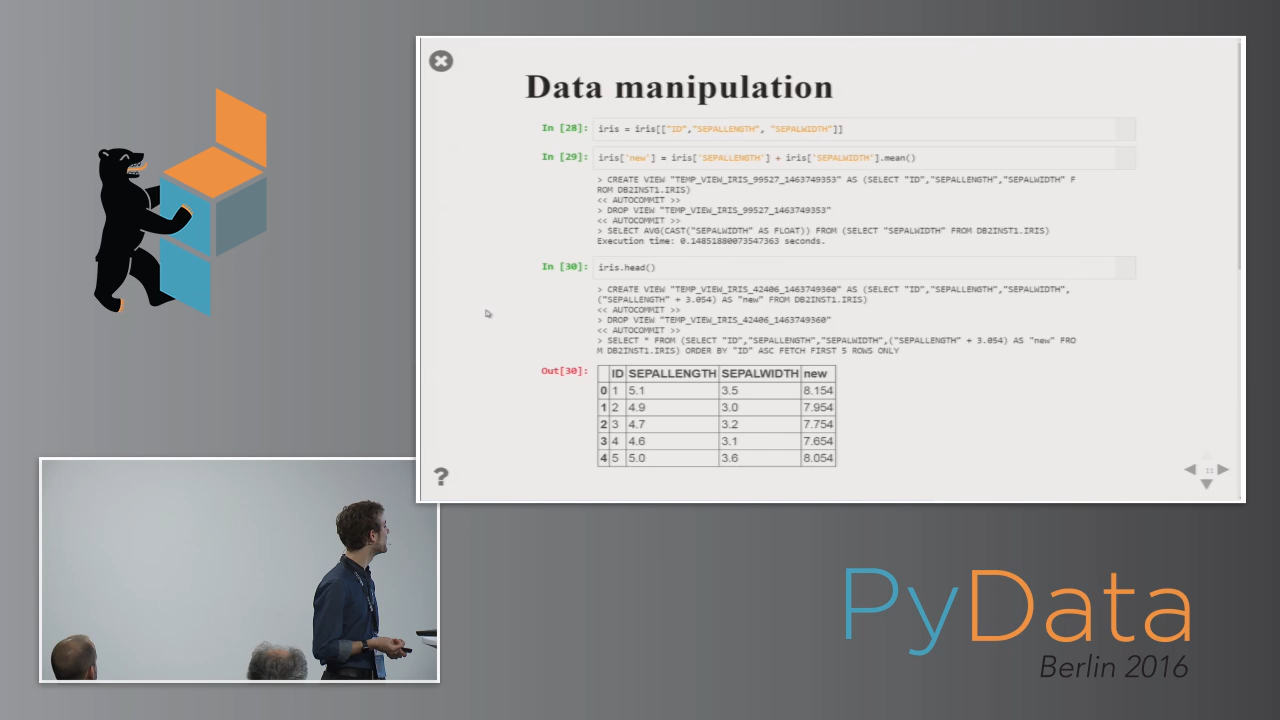 Data manipulation
In [28]: iris = iris[["ID","SEPALLENGTH", "SEPALWIDTH"]]
In [29]: iris['new'] = iris['SEPALLENGTH'] + iris['SEPALWIDTH'].mean()
> CREATE VIEW "TEMP_VIEW_IRIS_99527_1463749353" AS (SELECT "ID","SEPALLENGTH","SEPALWIDTH" F
ROM DB2INST1.IRIS)
<< AUTOCOMMIT >>
> DROP VIEW "TEMP_VIEW_IRIS_99527_1463749353"
<< AUTOCOMMIT >>
> SELECT AVG(CAST("SEPALWIDTH" AS FLOAT)) FROM (SELECT "SEPALWIDTH" FROM DB2INST1.IRIS)
Execution time: 0.14851880073547363 seconds.
In [30]: iris.head()
> CREATE VIEW "TEMP_VIEW_IRIS_42406_1463749360" AS (SELECT "ID","SEPALLENGTH","SEPALWIDTH",
("SEPALLENGTH" + 3.054) AS "new" FROM DB2INST1.IRIS)
<< AUTOCOMMIT >>
> DROP VIEW "TEMP_VIEW_IRIS_42406_1463749360"
<< AUTOCOMMIT >>
> SELECT * FROM (SELECT "ID","SEPALLENGTH","SEPALWIDTH",("SEPALLENGTH" + 3.054) AS "new" FRO
M DB2INST1.IRIS) ORDER BY "ID" ASC FETCH FIRST 5 ROWS ONLY
Out[30]:
ID SEPALLENGTH SEPALWIDTH new
0 1 5.1 3.5 8.154
1 2 4.9 3.0 7.954
2 3 4.7 3.2 7.754
3 4 4.6 3.1 7.654
4 5 5.0 3.6 8.054
?
PyData
Berlin 2016